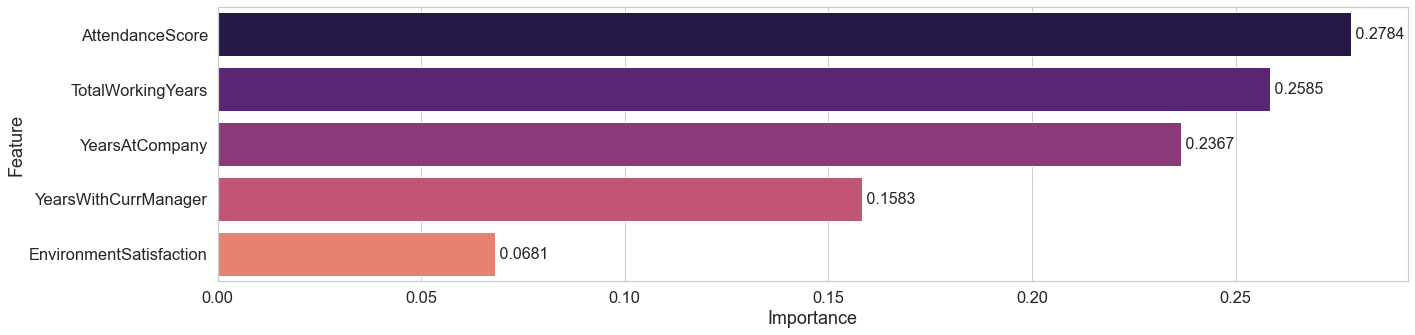 Feature
AttendanceScore 0.2784
TotalWorkingYears 0.2585
YearsAtCompany 0.2367
YearsWithCurrManager 0.1583
EnvironmentSatisfaction 0.0681
0.00 0.05 0.10 0.15 0.20 0.25
Importance